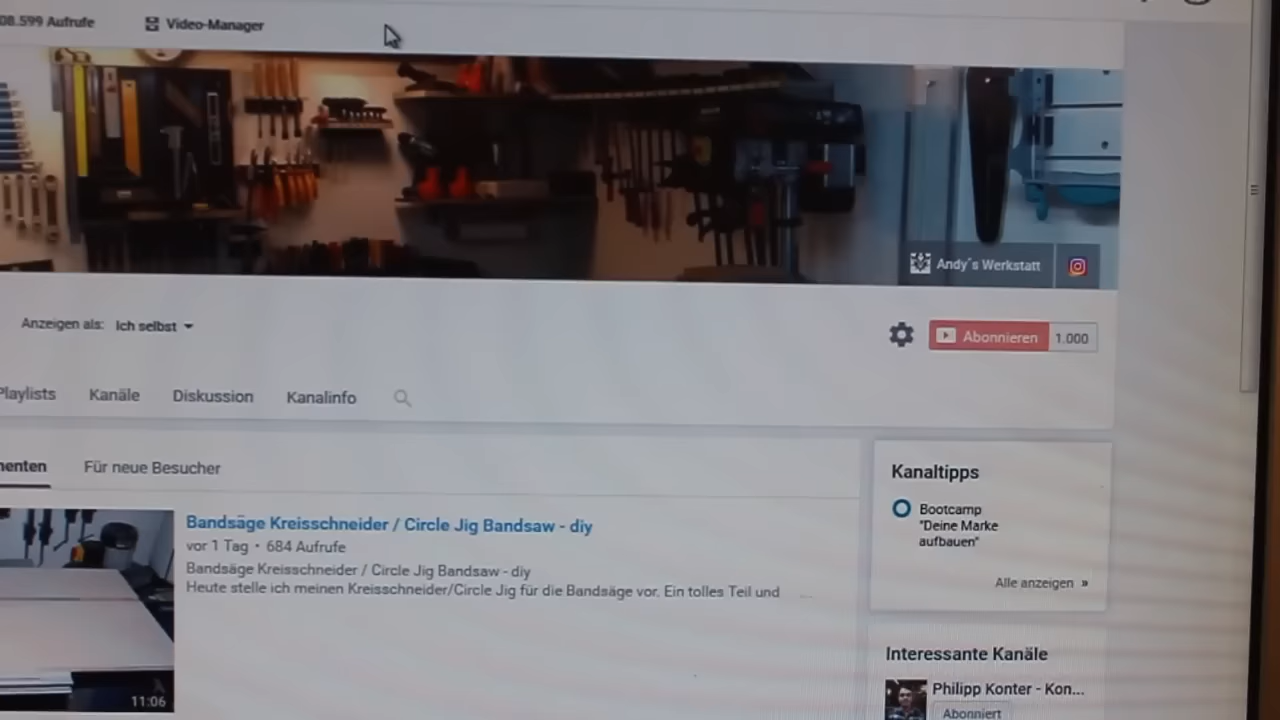 08.599 Aufrufe
Video-Manager
Andy´s Werkstatt
Anzeigen als: Ich selbst
Abonnieren 1.000
Playlists Kanäle Diskussion Kanalinfo
Für neue Besucher
Kanaltipps
Bootcamp
"Deine Marke
aufbauen"
Alle anzeigen »
Bandsäge Kreisschneider / Circle Jig Bandsaw - diy
vor 1 Tag • 684 Aufrufe
Bandsäge Kreisschneider / Circle Jig Bandsaw - diy
Heute stelle ich meinen Kreisschneider/Circle Jig für die Bandsäge vor. Ein tolles Teil und
11:06
Interessante Kanäle
Philipp Konter - Kon...
Abonniert